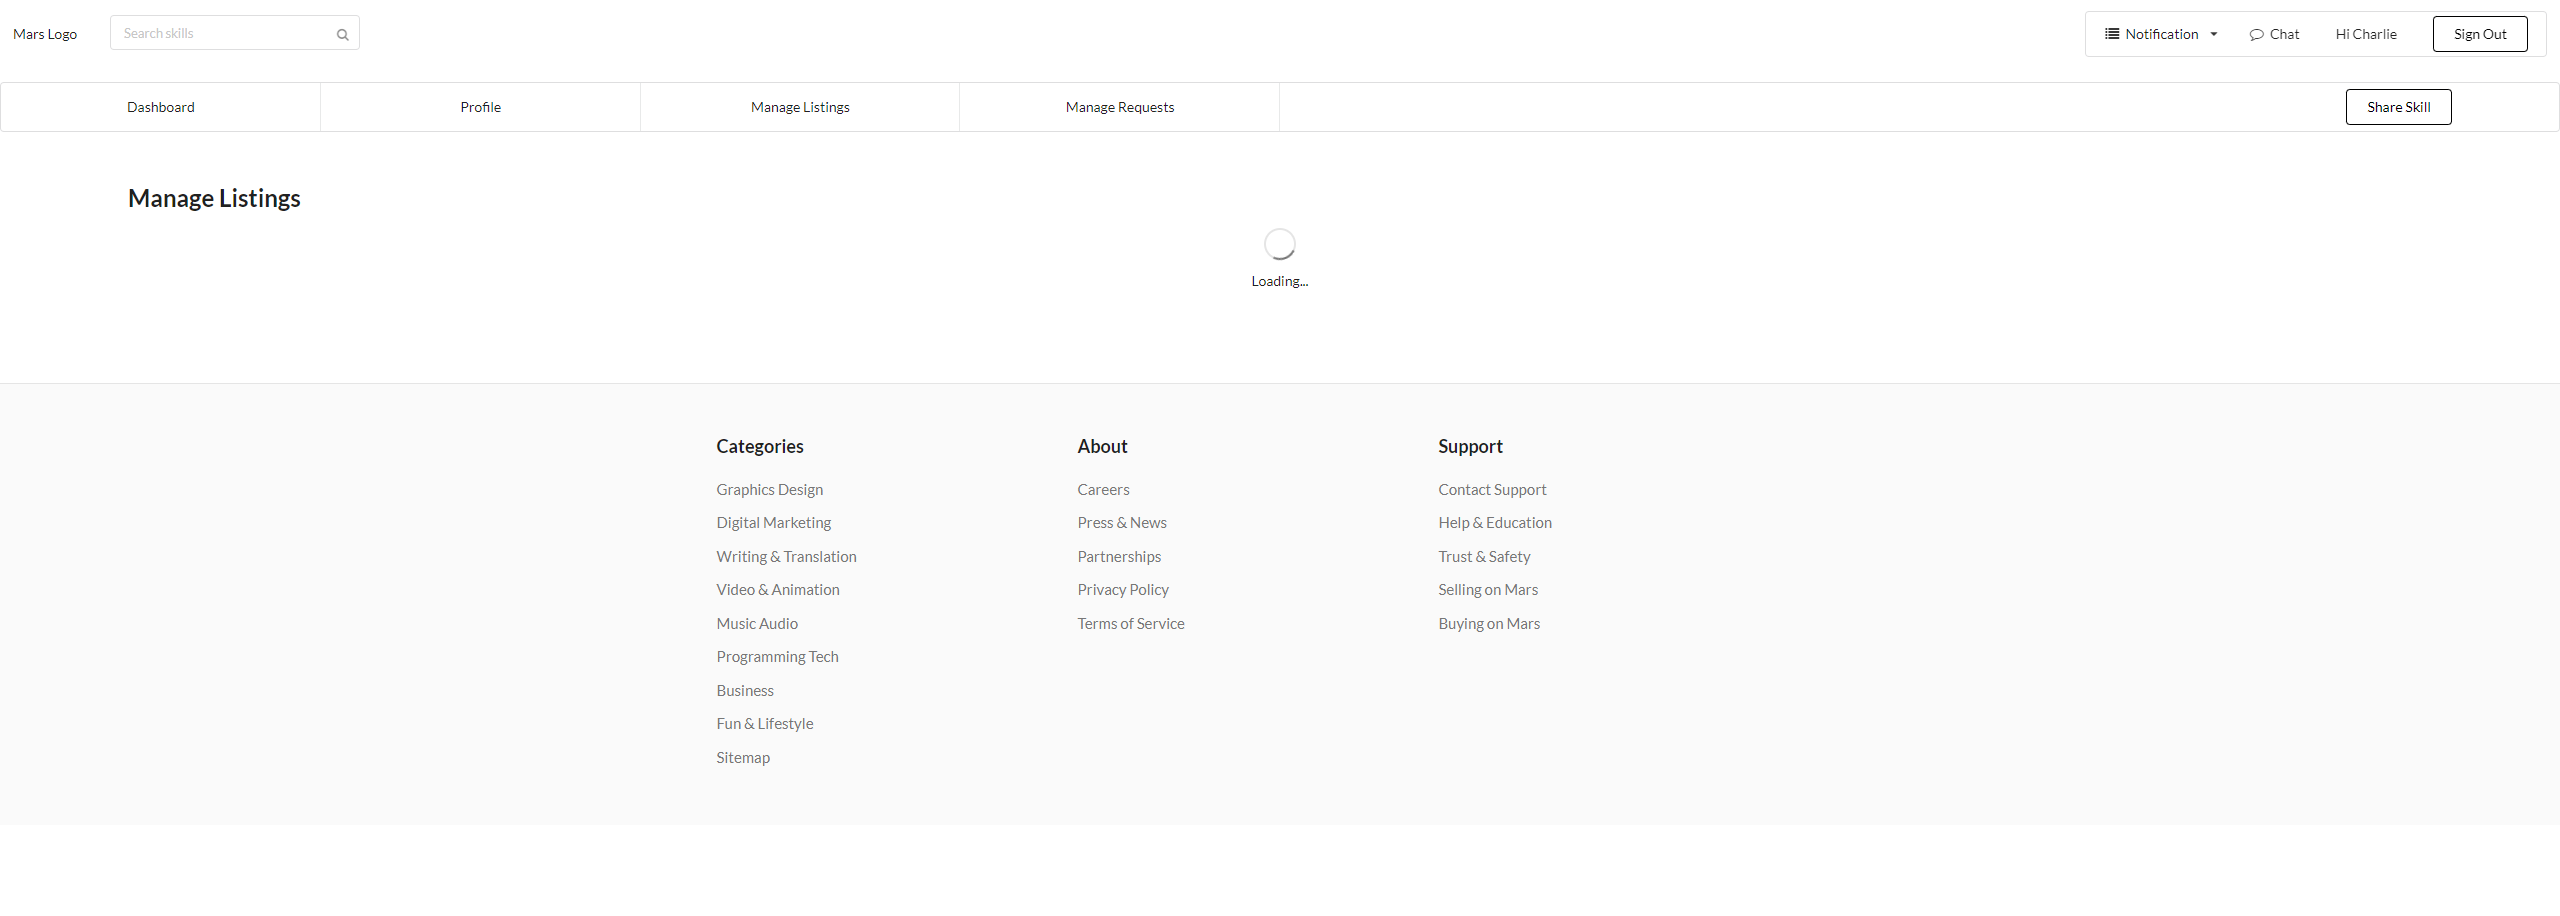 Mars Logo
Search skills
Notification
Chat
Hi Charlie
Sign Out
Dashboard
Profile
Manage Listings
Manage Requests
Share Skill
Manage Listings
Loading...
Categories
Graphics Design
Digital Marketing
Writing & Translation
Video & Animation
Music Audio
Programming Tech
Business
Fun & Lifestyle
Sitemap
About
Careers
Press & News
Partnerships
Privacy Policy
Terms of Service
Support
Contact Support
Help & Education
Trust & Safety
Selling on Mars
Buying on Mars